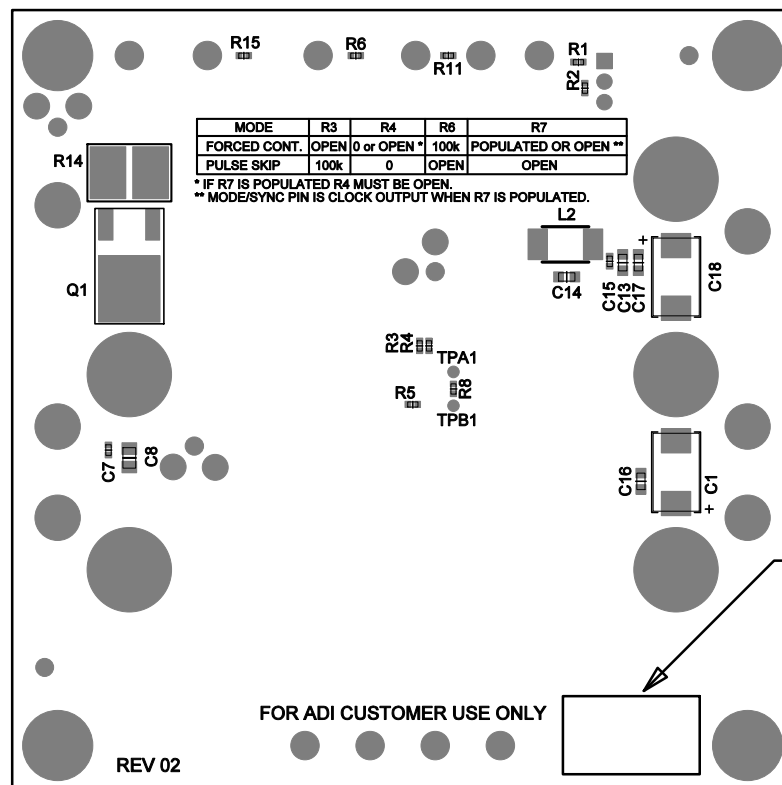 R15 R6 R11 R1
R2
MODE R3 R4 R6 R7
FORCED CONT. OPEN 0 or OPEN * 100k POPULATED OR OPEN **
PULSE SKIP 100k 0 OPEN OPEN
* IF R7 IS POPULATED R4 MUST BE OPEN.
** MODE/SYNC PIN IS CLOCK OUTPUT WHEN R7 IS POPULATED.
R14
L2
+
Q1
C14
C15
C13
C17
C18
R3
R4
TPA1
R8
R5
TPB1
C7
C8
C16
C1
+
FOR ADI CUSTOMER USE ONLY
REV 02